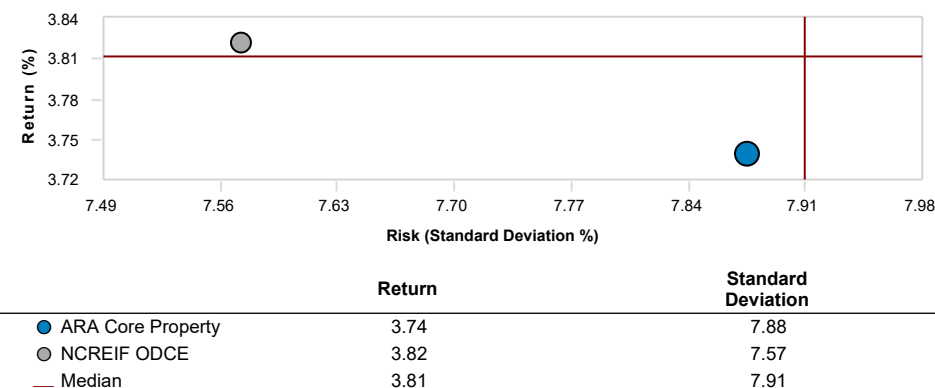 3.84
3.81
3.78
3.75
3.72
Return (%)
7.49 7.56 7.63 7.70 7.77 7.84 7.91 7.98
Risk (Standard Deviation %)
Return Standard Deviation
ARA Core Property 3.74 7.88
NCREIF ODCE 3.82 7.57
Median 3.81 7.91